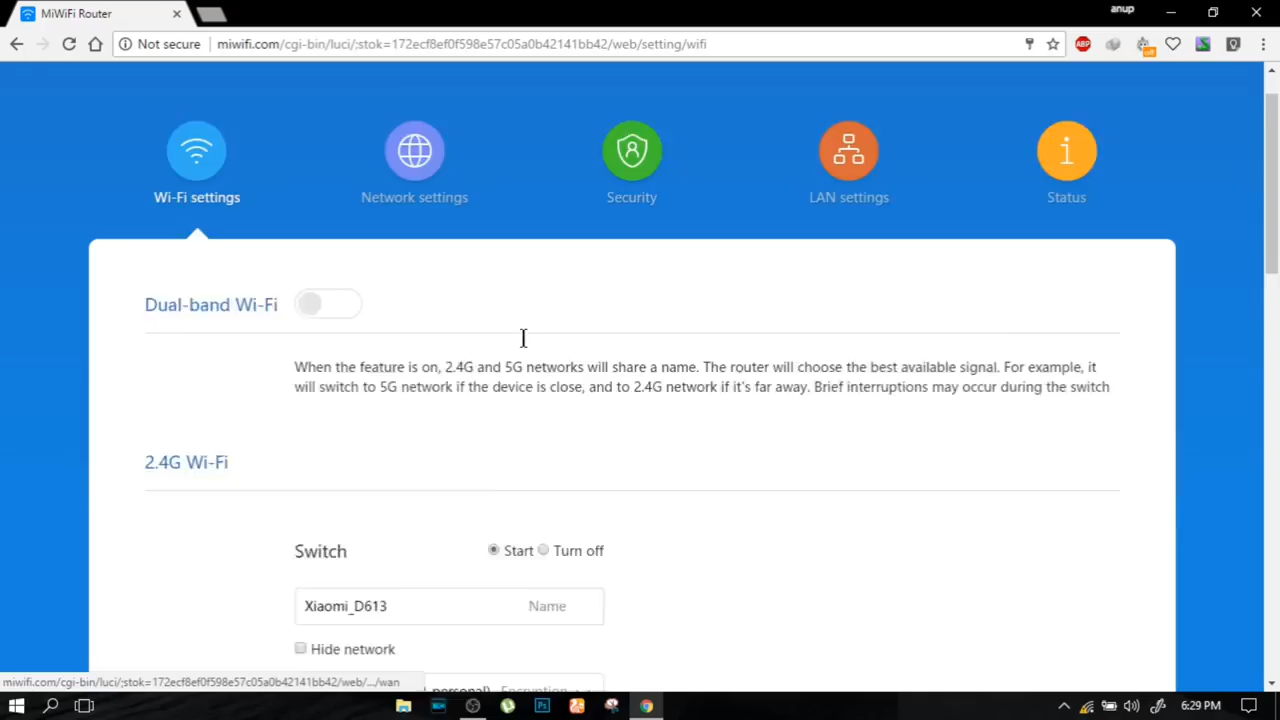 MiWiFi Router
anup
Not secure
miwifi.com/cgi-bin/luci/;stok=172ecf8ef0f598e57c05a0b42141bb42/web/setting/wifi
ABP
off
Wi-Fi settings
Network settings
Security
LAN settings
Status
Dual-band Wi-Fi
When the feature is on, 2.4G and 5G networks will share a name. The router will choose the best available signal. For example, it
will switch to 5G network if the device is close, and to 2.4G network if it's far away. Brief interruptions may occur during the switch
2.4G Wi-Fi
Switch
Start
Turn off
Xiaomi_D613
Name
Hide network
miwifi.com/cgi-bin/luci/;stok=172ecf8ef0f598e57c05a0b42141bb42/web/.../wan
personal)
Encryption
Ps
6:29 PM